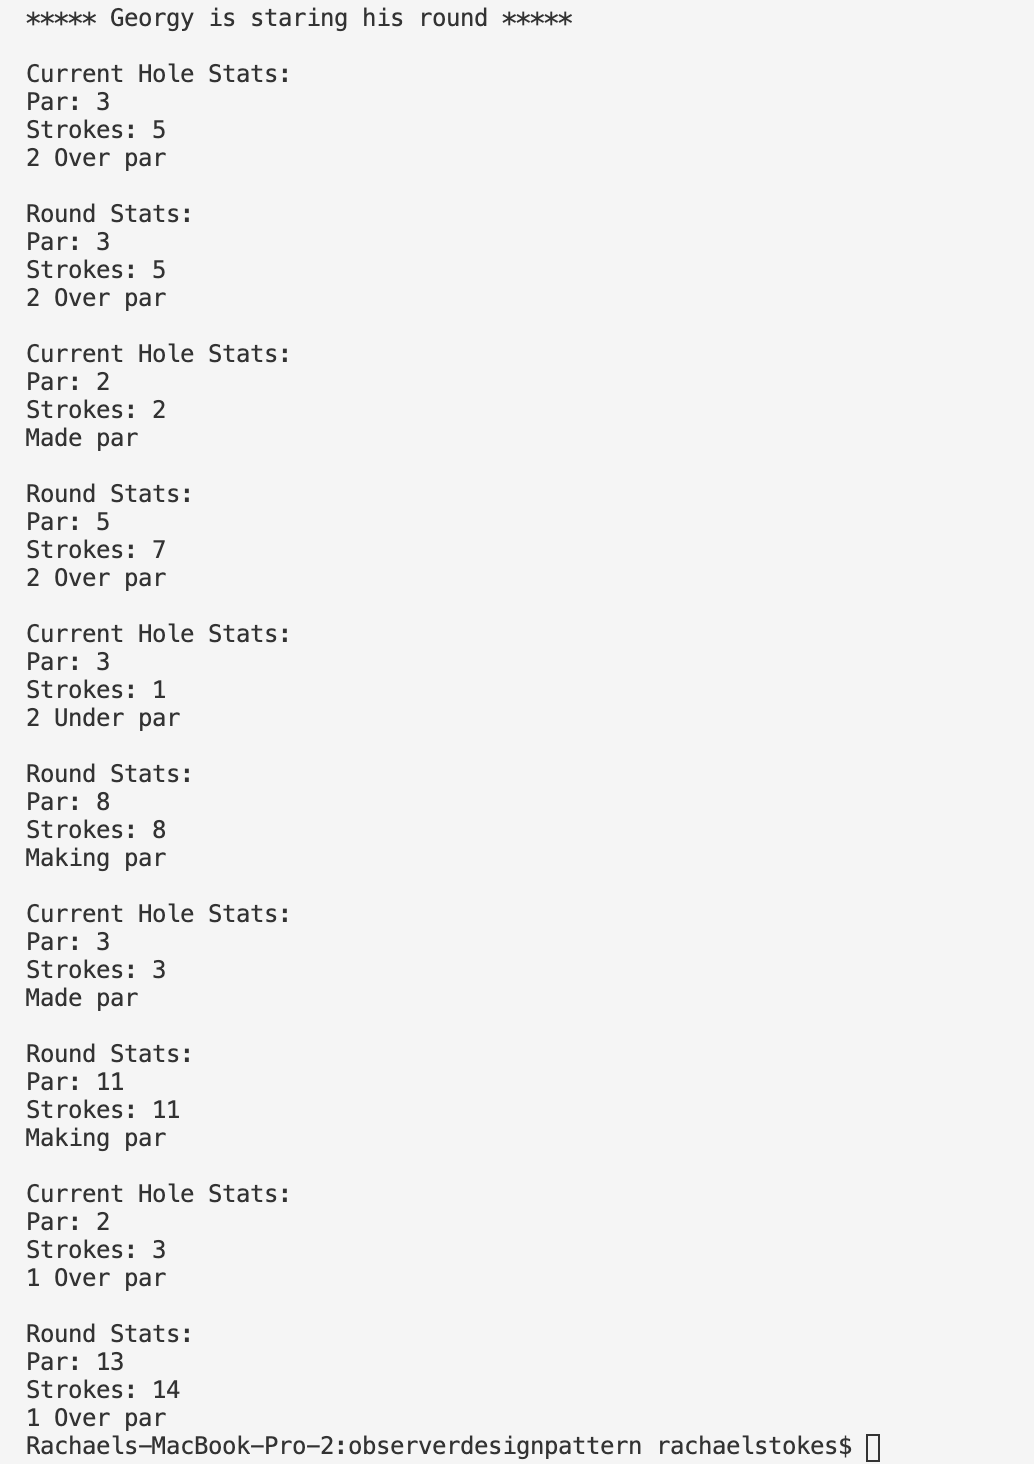 ***** Georgy is staring his round *****
Current Hole Stats:
Par: 3
Strokes: 5
2 Over par
Round Stats:
Par: 3
Strokes: 5
2 Over par
Current Hole Stats:
Par: 2
Strokes: 2
Made par
Round Stats:
Par: 5
Strokes: 7
2 Over par
Current Hole Stats:
Par: 3
Strokes: 1
2 Under par
Round Stats:
Par: 8
Strokes: 8
Making par
Current Hole Stats:
Par: 3
Strokes: 3
Made par
Round Stats:
Par: 11
Strokes: 11
Making par
Current Hole Stats:
Par: 2
Strokes: 3
1 Over par
Round Stats:
Par: 13
Strokes: 14
1 Over par
Rachaels-MacBook-Pro-2:observerdesignpattern rachaelstokes$